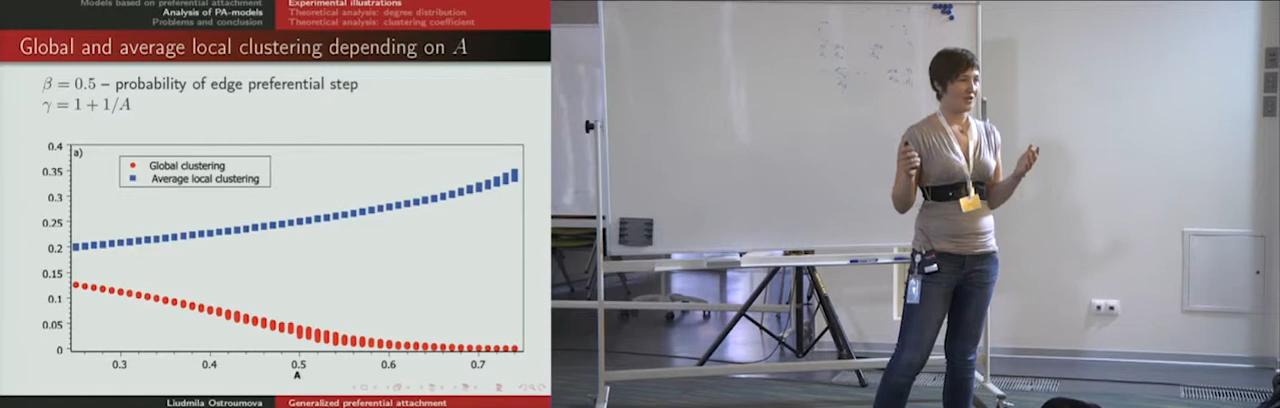 Models based on preferential attachment
Analysis of PA-models
Problems and conclusion
Experimental illustrations
Theoretical analysis: degree distribution
Theoretical analysis: clustering coefficient
Global and average local clustering depending on A
β = 0.5 – probability of edge preferential step
γ = 1 + 1/A
a)
Global clustering
Average local clustering
0.4
0.35
0.3
0.25
0.2
0.15
0.1
0.05
0
0.3
0.4
0.5
0.6
0.7
A
Liudmila Ostroumova
Generalized preferential attachment